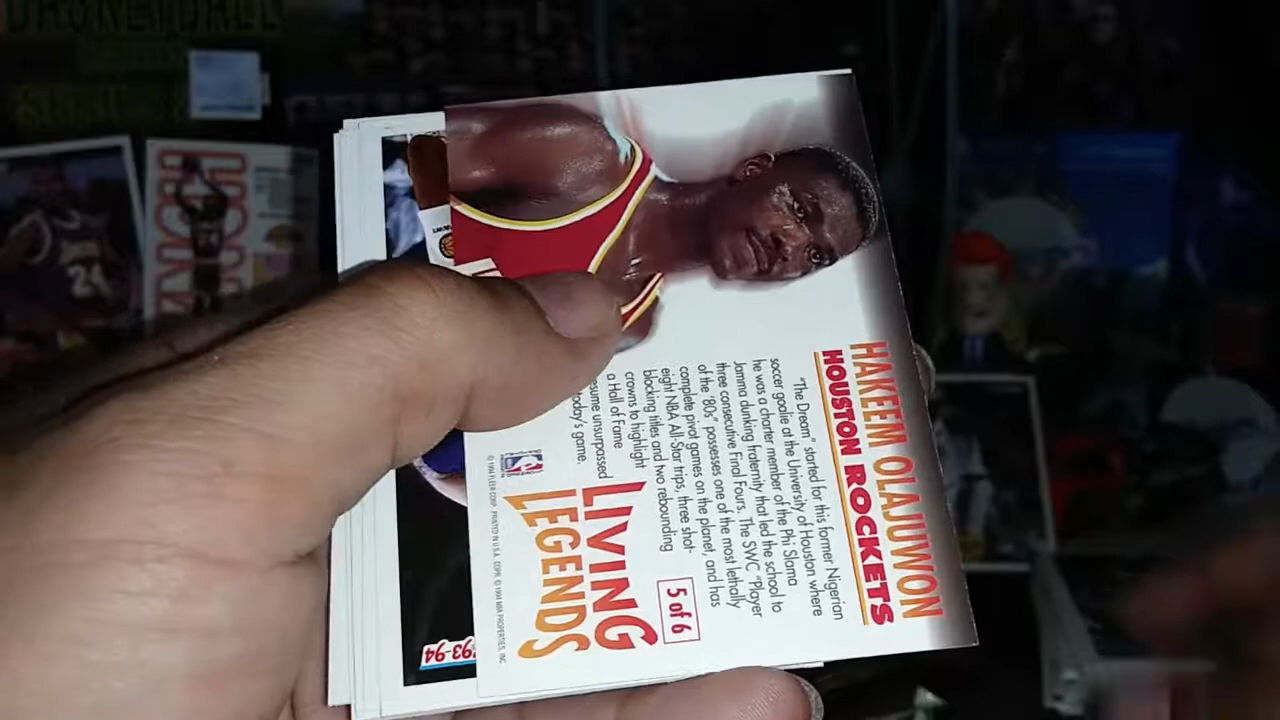 HAKEEM OLAJUWON
HOUSTON ROCKETS
"The Dream" started for this former Nigerian
soccer goalie at the University of Houston where
he was a charter member of the Phi Slama
Jamma dunking fraternity that led the school to
three consecutive Final Fours. The SWC "Player
of the '80s" possesses one of the most lethally
complete pivot games on the planet, and has
eight NBA All-Star trips, three shot-
blocking titles and two rebounding
crowns to highlight
a Hall of Fame
esume unsurpassed
today's game.
5 of 6
LIVING
LEGENDS
NBA
© 1994 FLEER CORP. PRINTED IN U.S.A. COPR. © 1994 NBA PROPERTIES, INC.
93-94
24